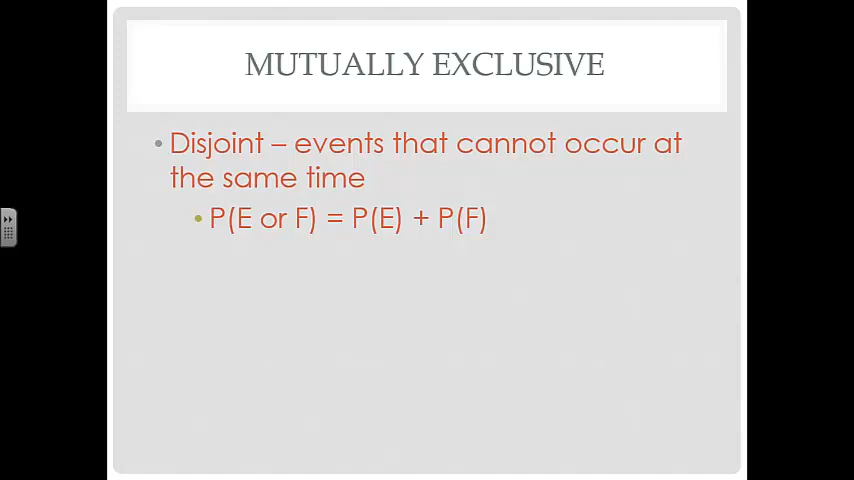 MUTUALLY EXCLUSIVE
• Disjoint – events that cannot occur at
the same time
• P(E or F) = P(E) + P(F)